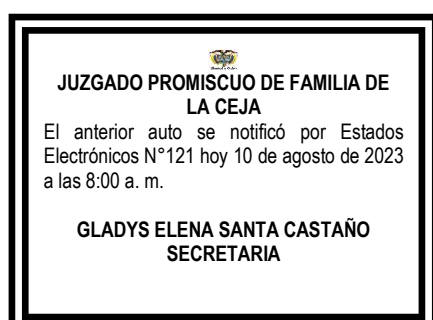 JUZGADO PROMISCUO DE FAMILIA DE
LA CEJA
El anterior auto se notificó por Estados
Electrónicos N°121 hoy 10 de agosto de 2023
a las 8:00 a. m.
GLADYS ELENA SANTA CASTAÑO
SECRETARIA